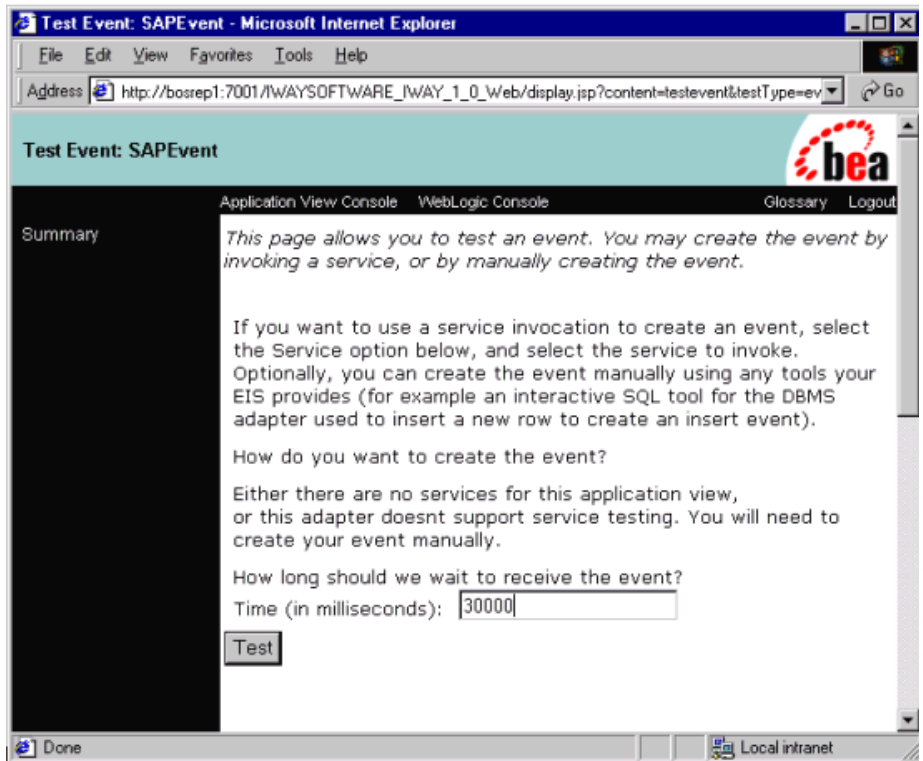 Test Event: SAPEvent - Microsoft Internet Explorer
File Edit View Favorites Tools Help
Address http://bosrep1:7001/IWAYSOFTWARE_IWAY_1_0_Web/display.jsp?content=testevent&testType=ev Go
Test Event: SAPEvent
bea
Application View Console WebLogic Console Glossary Logout
Summary
This page allows you to test an event. You may create the event by
invoking a service, or by manually creating the event.
If you want to use a service invocation to create an event, select
the Service option below, and select the service to invoke.
Optionally, you can create the event manually using any tools your
EIS provides (for example an interactive SQL tool for the DBMS
adapter used to insert a new row to create an insert event).
How do you want to create the event?
Either there are no services for this application view,
or this adapter doesnt support service testing. You will need to
create your event manually.
How long should we wait to receive the event?
Time (in milliseconds): 30000
Test
Done Local intranet